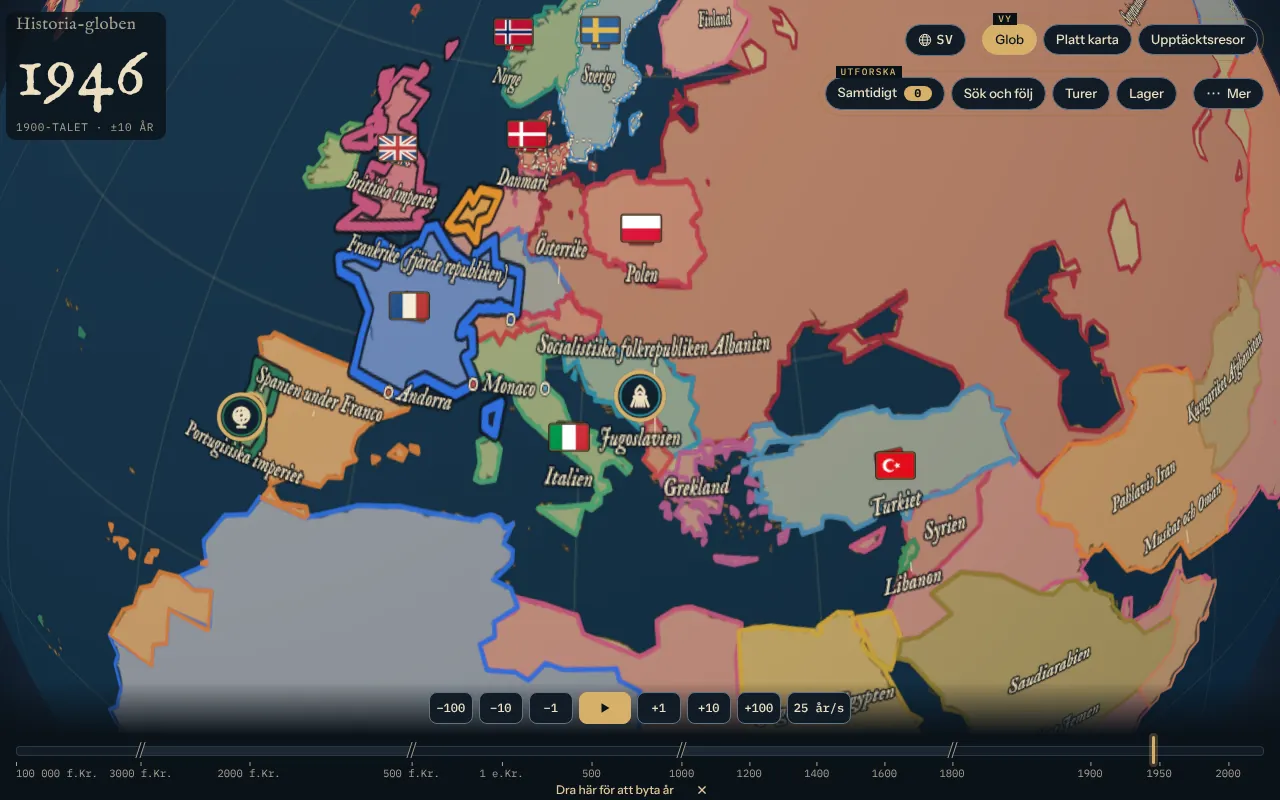 Historia-globen
1946
1900-TALET · ±10 ÅR
VY
SV
Glob
Platt karta
Upptäcktsresor
UTFORSKA
Samtidigt 0
Sök och följ
Turer
Lager
··· Mer
Finland
Norge
Sverige
Danmark
Brittiska imperiet
Österrike
Polen
Frankrike (fjärde republiken)
Socialistiska folkrepubliken Albanien
Spanien under Franco
Andorra
Monaco
Jugoslavien
Portugisiska imperiet
Italien
Grekland
Turkiet
Syrien
Libanon
Kungariket Afghanistan
Pahlavis Iran
Muskat och Oman
Saudiarabien
Egypten
Jemen
−100
−10
−1
+1
+10
+100
25 år/s
100 000 f.Kr.
3000 f.Kr.
2000 f.Kr.
500 f.Kr.
1 e.Kr.
500
1000
1200
1400
1600
1800
1900
1950
2000
Dra här för att byta år ×